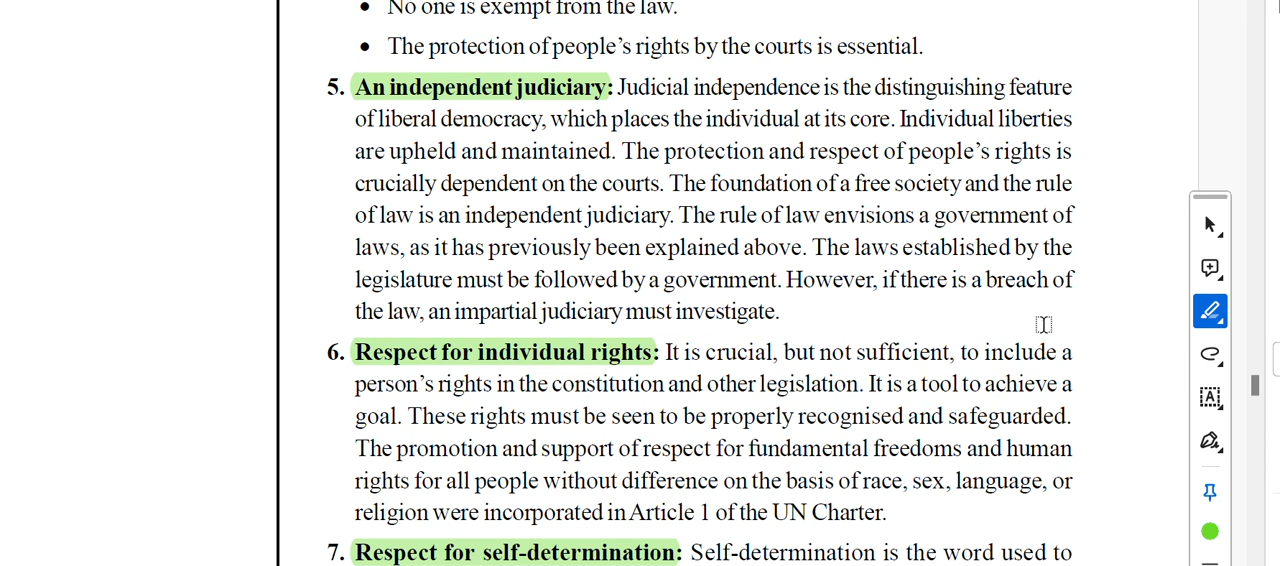 • No one is exempt from the law.
• The protection of people's rights by the courts is essential.
5. An independent judiciary: Judicial independence is the distinguishing feature
of liberal democracy, which places the individual at its core. Individual liberties
are upheld and maintained. The protection and respect of people's rights is
crucially dependent on the courts. The foundation of a free society and the rule
of law is an independent judiciary. The rule of law envisions a government of
laws, as it has previously been explained above. The laws established by the
legislature must be followed by a government. However, if there is a breach of
the law, an impartial judiciary must investigate.
6. Respect for individual rights: It is crucial, but not sufficient, to include a
person's rights in the constitution and other legislation. It is a tool to achieve a
goal. These rights must be seen to be properly recognised and safeguarded.
The promotion and support of respect for fundamental freedoms and human
rights for all people without difference on the basis of race, sex, language, or
religion were incorporated in Article 1 of the UN Charter.
7. Respect for self-determination: Self-determination is the word used to